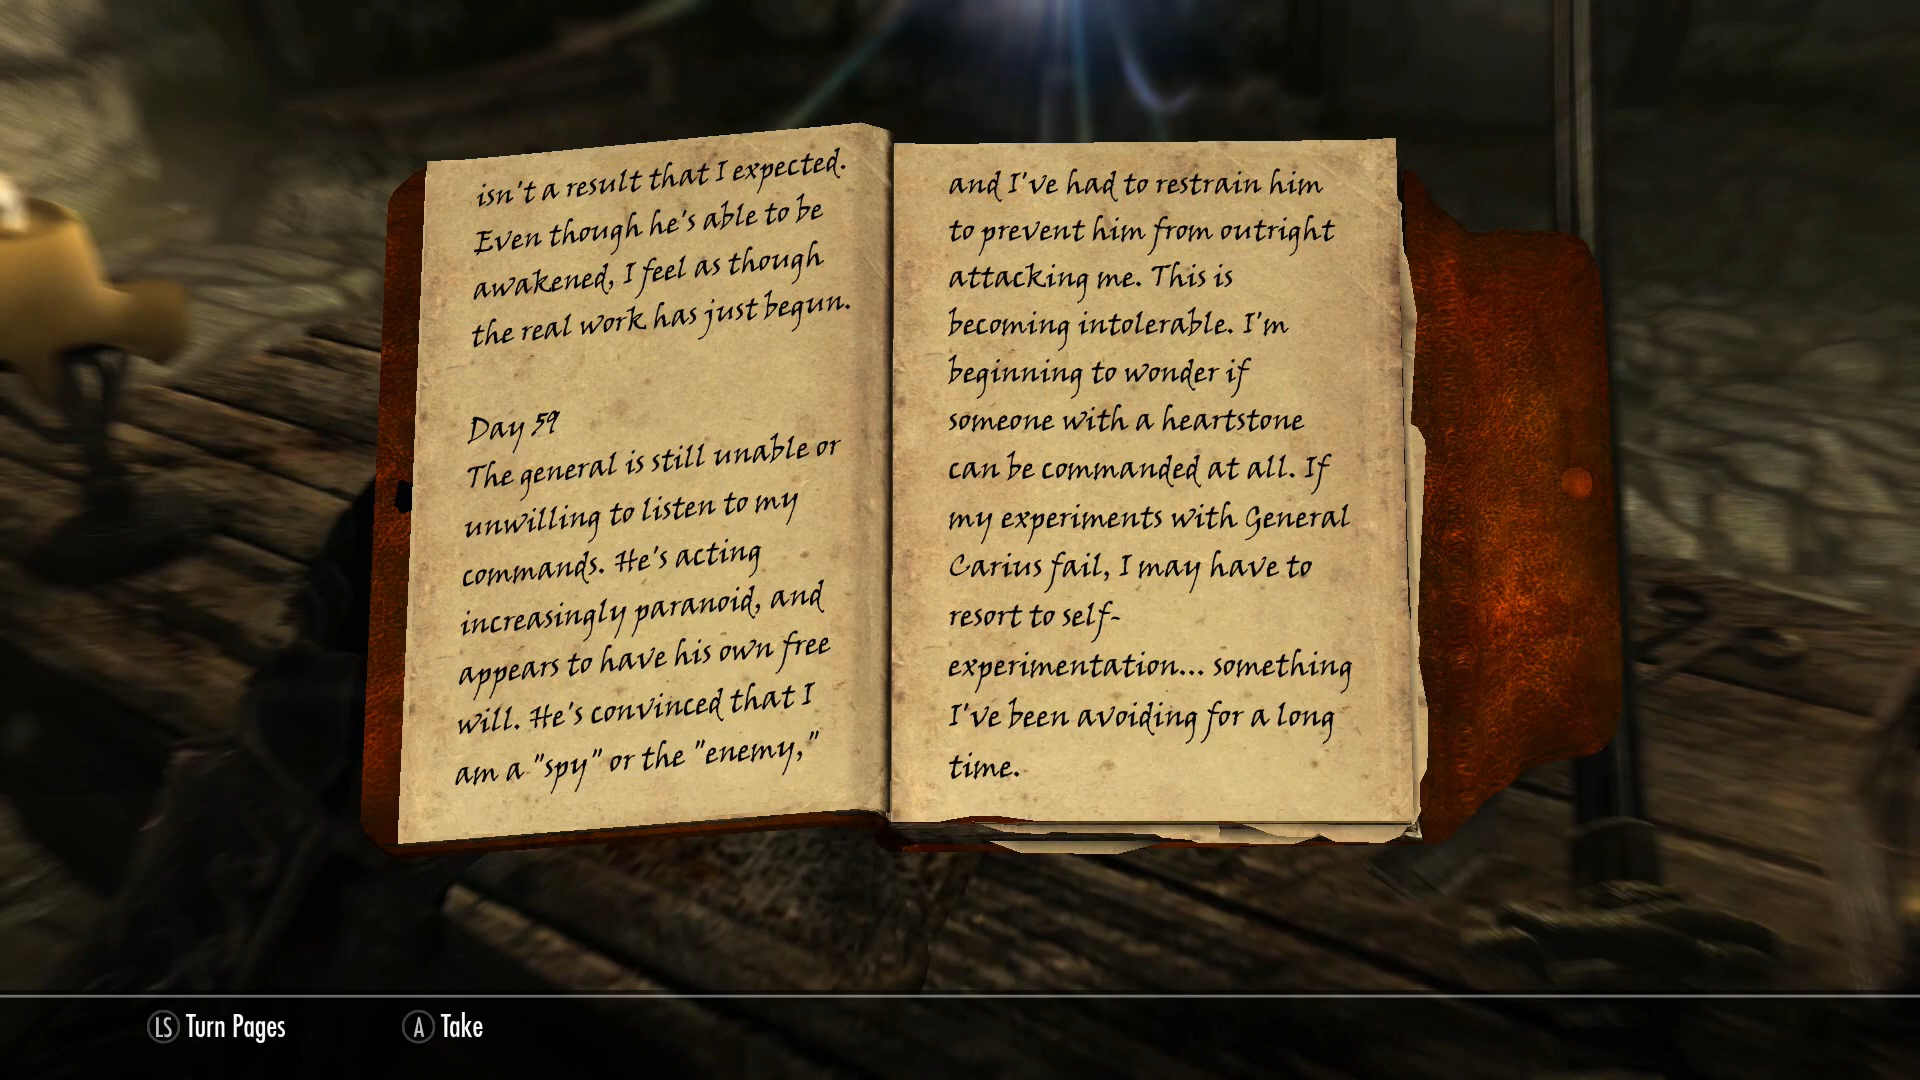 isn't a result that I expected.
Even though he's able to be
awakened, I feel as though
the real work has just begun.
Day 59
The general is still unable or
unwilling to listen to my
commands. He's acting
increasingly paranoid, and
appears to have his own free
will. He's convinced that I
am a "spy" or the "enemy,"
and I've had to restrain him
to prevent him from outright
attacking me. This is
becoming intolerable. I'm
beginning to wonder if
someone with a heartstone
can be commanded at all. If
my experiments with General
Carius fail, I may have to
resort to self-
experimentation... something
I've been avoiding for a long
time.
LS Turn Pages
A Take